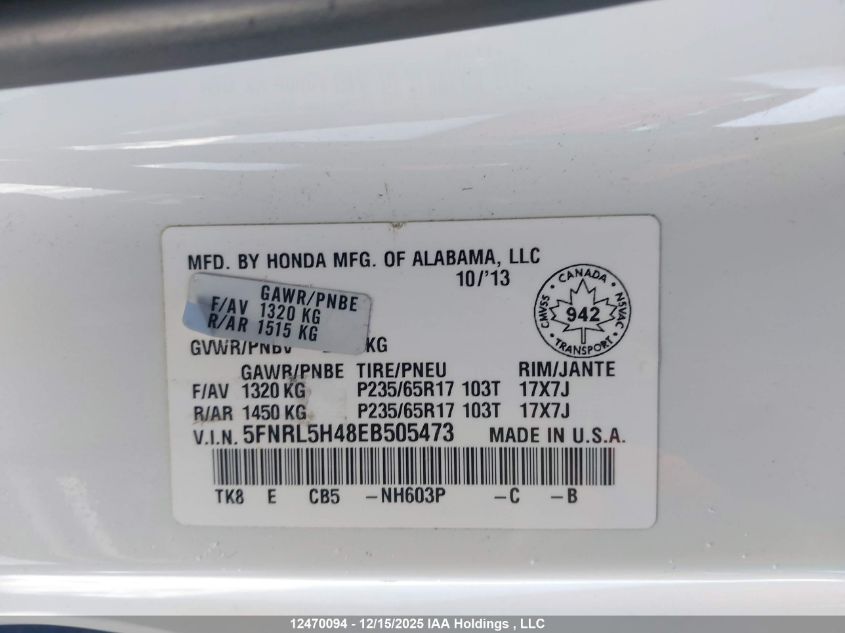 MFD. BY HONDA MFG. OF ALABAMA, LLC
10/'13
GAWR/PNBE
F/AV 1320 KG
R/AR 1515 KG
GVWR/PNBV KG
CANADA
CMVSS 942 NSVAC
TRANSPORT
GAWR/PNBE TIRE/PNEU RIM/JANTE
F/AV 1320 KG P235/65R17 103T 17X7J
R/AR 1450 KG P235/65R17 103T 17X7J
V.I.N. 5FNRL5H48EB505473 MADE IN U.S.A.
TK8 E CB5 -NH603P -C -B
12470094 - 12/15/2025 IAA Holdings , LLC